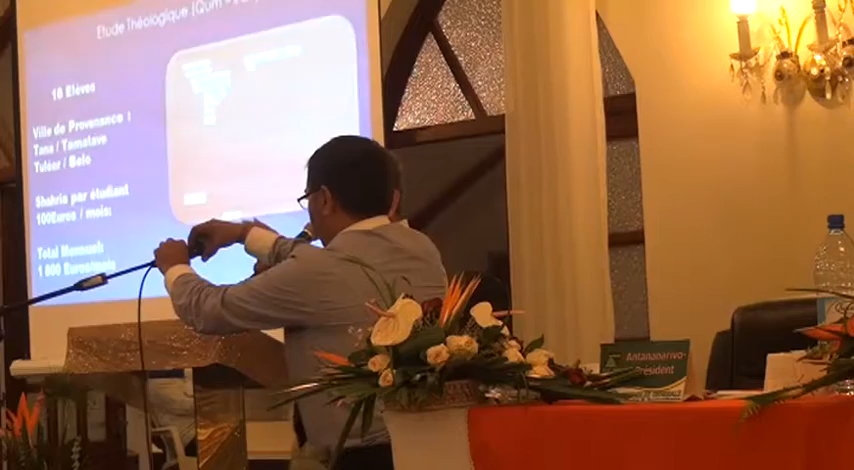 Etude Théologique (Qum -
18 Elèves
Ville de Provenance :
Tana / Tamatave
Tuléar / Belo
Shahria par étudiant
100Euros / mois:
Total Mensuel:
1 800 Euros/mois
Antananarivo
Président